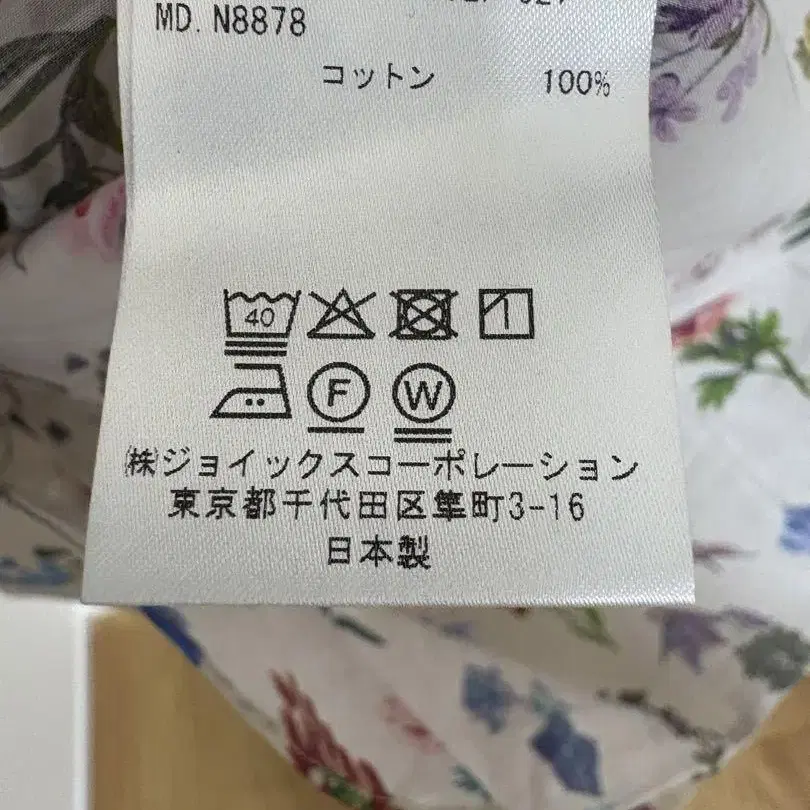 MD. N8878
コットン 100%
40
F W
㈱ジョイックスコーポレーション
東京都千代田区隼町3-16
日本製